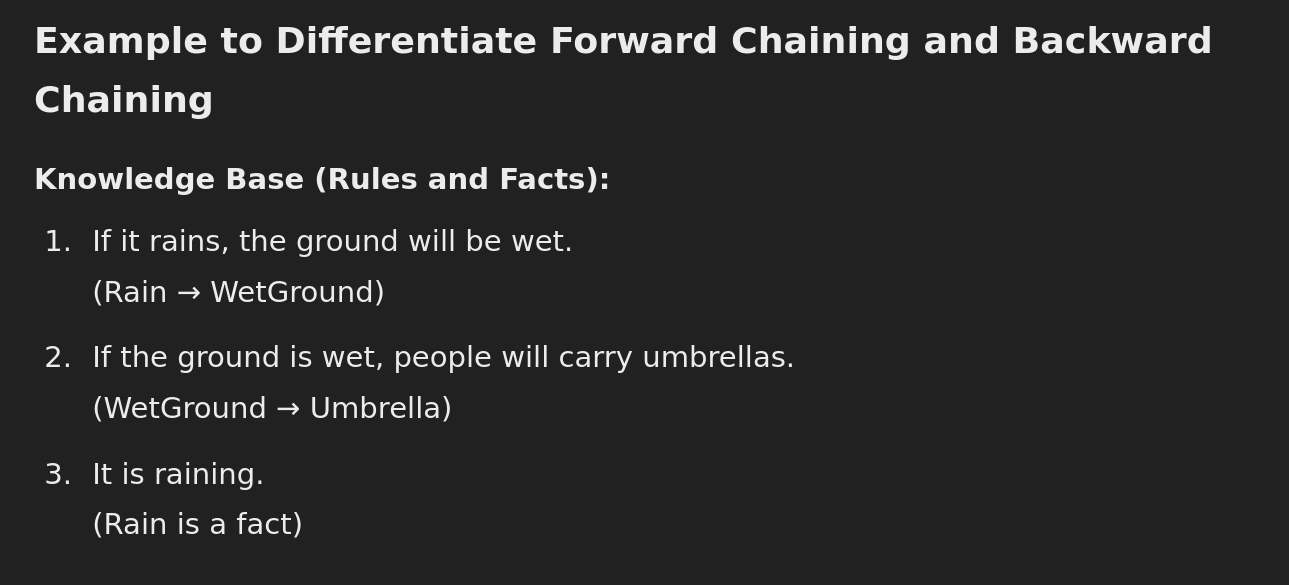 Example to Differentiate Forward Chaining and Backward
Chaining
Knowledge Base (Rules and Facts):
1. If it rains, the ground will be wet.
(Rain → WetGround)
2. If the ground is wet, people will carry umbrellas.
(WetGround → Umbrella)
3. It is raining.
(Rain is a fact)